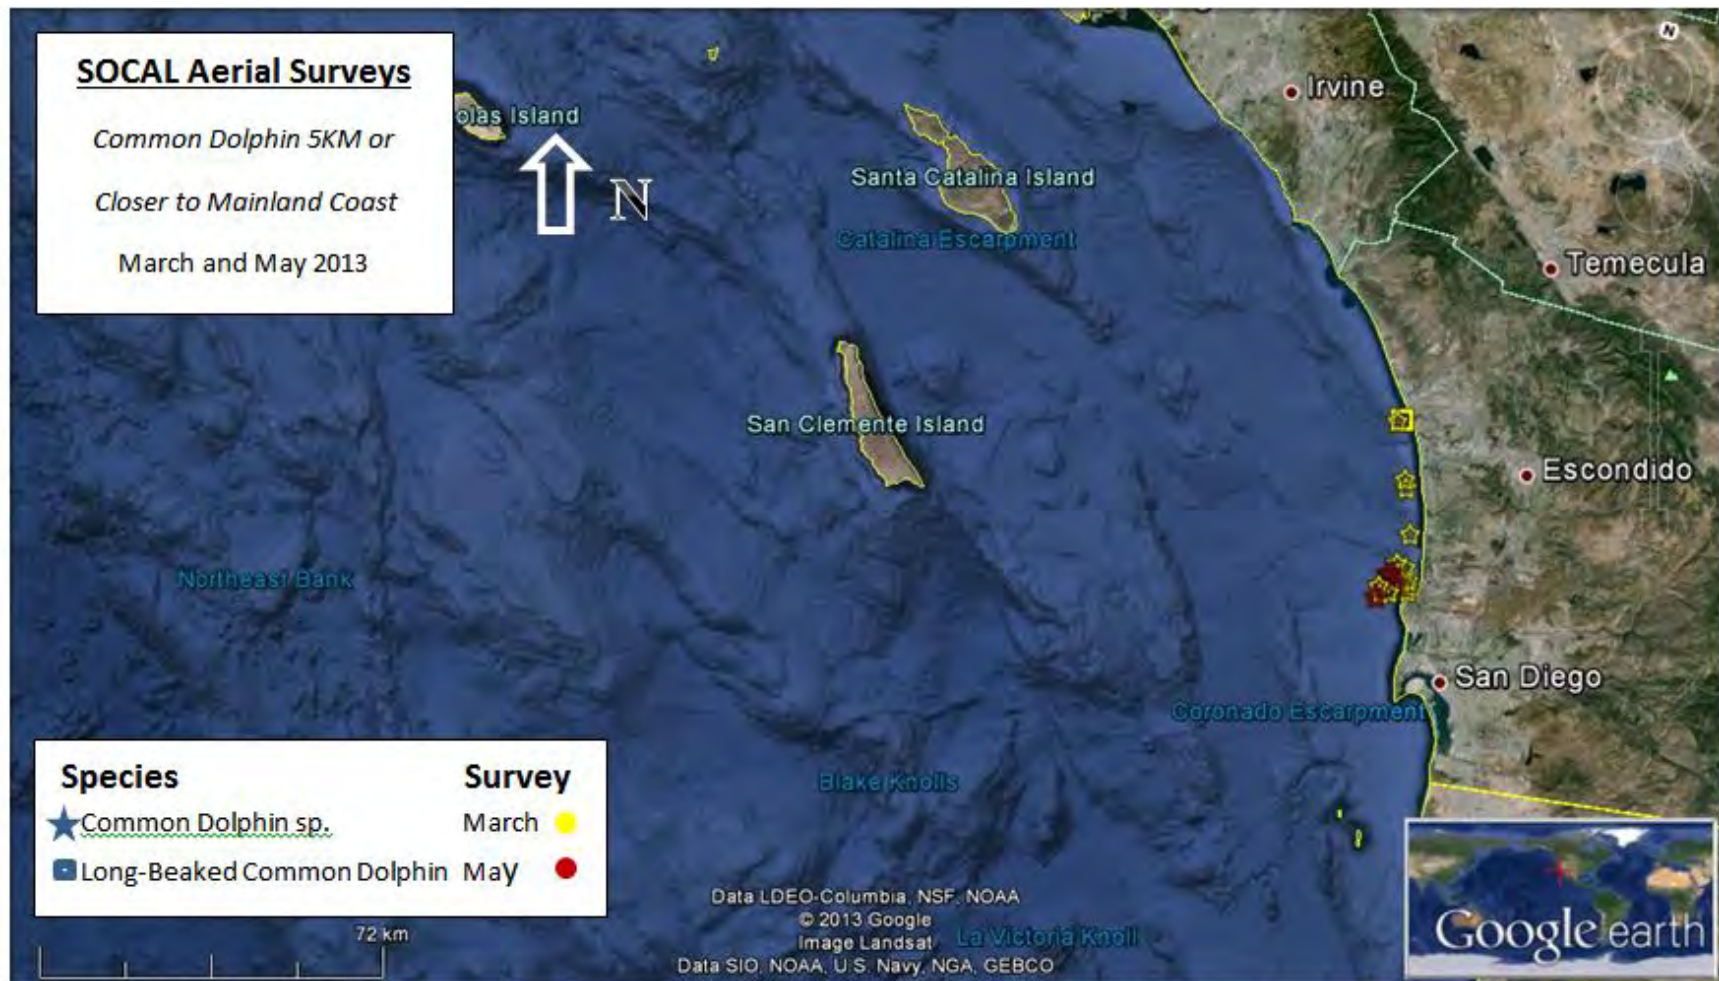 SOCAL Aerial Surveys
Common Dolphin 5KM or
Closer to Mainland Coast
March and May 2013
olas Island
N
Santa Catalina Island
Catalina Escarpment
Irvine
N
Temecula
San Clemente Island
Escondido
Northeast Bank
San Diego
Coronado Escarpment
Blake Knolls
Species Survey
Common Dolphin sp. March
Long-Beaked Common Dolphin May
72 km
Data LDEO-Columbia, NSF, NOAA
© 2013 Google
Image Landsat
La Victoria Knoll
Data SIO, NOAA, U.S. Navy, NGA, GEBCO
Google earth